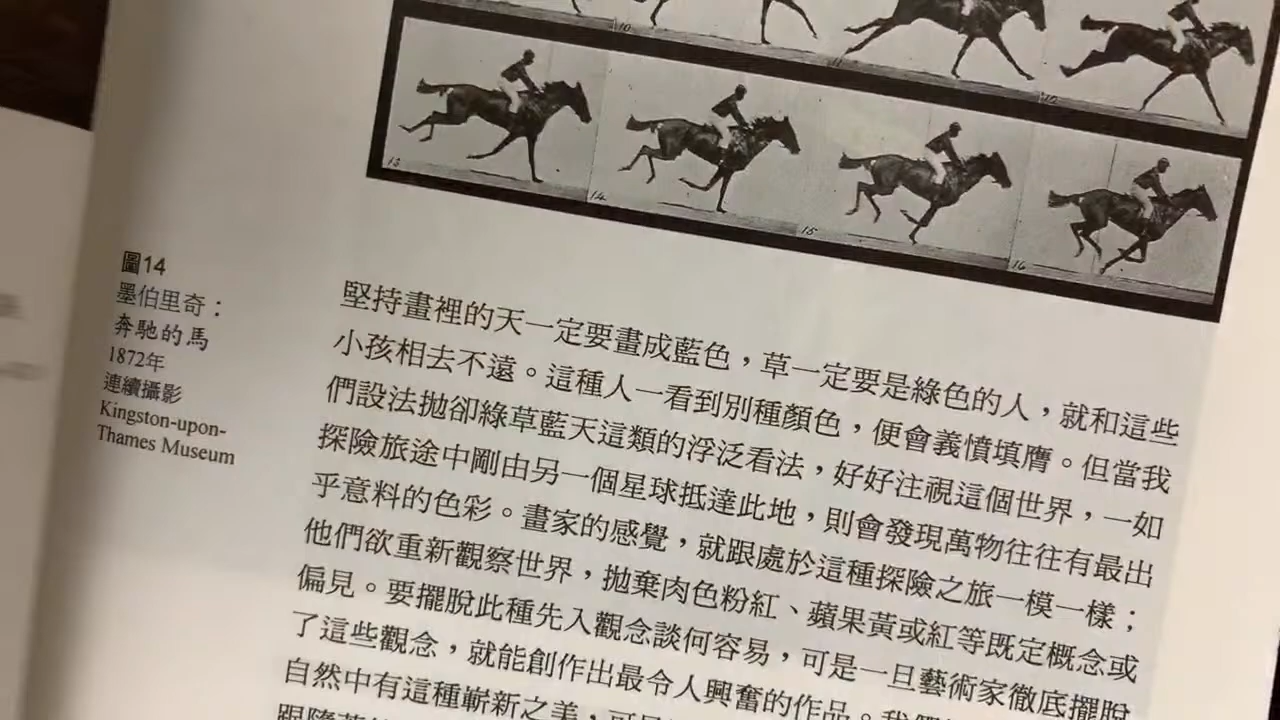 10
11
12
13
14
15
16
圖14
墨伯里奇：
奔馳的馬
1872年
連續攝影
Kingston-upon-
Thames Museum
堅持畫裡的天一定要畫成藍色，草一定要是綠色的人，就和這些
小孩相去不遠。這種人一看到別種顏色，便會義憤填膺。但當我
們設法拋卻綠草藍天這類的浮泛看法，好好注視這個世界，一如
探險旅途中剛由另一個星球抵達此地，則會發現萬物往往有最出
乎意料的色彩。畫家的感覺，就跟處於這種探險之旅一模一樣；
他們欲重新觀察世界，拋棄肉色粉紅、蘋果黃或紅等既定概念或
偏見。要擺脫此種先入觀念談何容易，可是一旦藝術家徹底擺脫
了這些觀念，就能創作出最令人興奮的作品。我們
自然中有這種嶄新之美，可